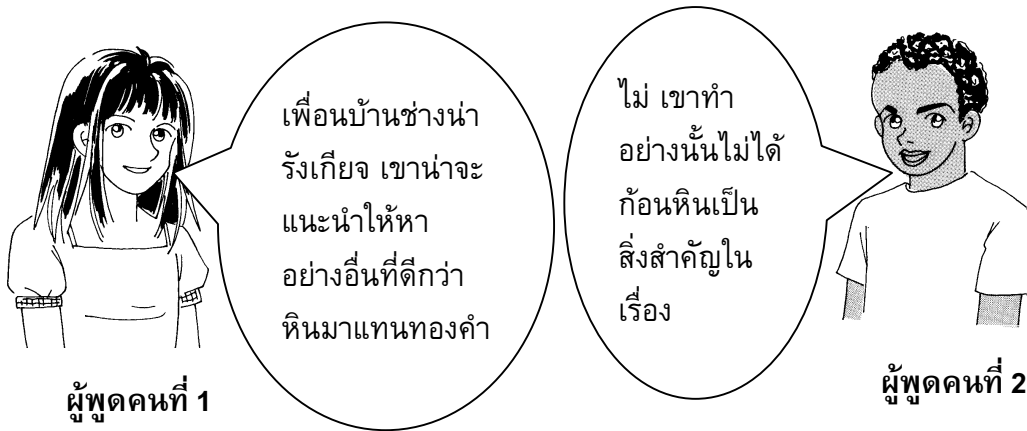 เพื่อนบ้านช่างน่า
รังเกียจ เขาน่าจะ
แนะนำให้หา
อย่างอื่นที่ดีกว่า
หินมาแทนทองคำ
ผู้พูดคนที่ 1
ไม่ เขาทำ
อย่างนั้นไม่ได้
ก้อนหินเป็น
สิ่งสำคัญใน
เรื่อง
ผู้พูดคนที่ 2